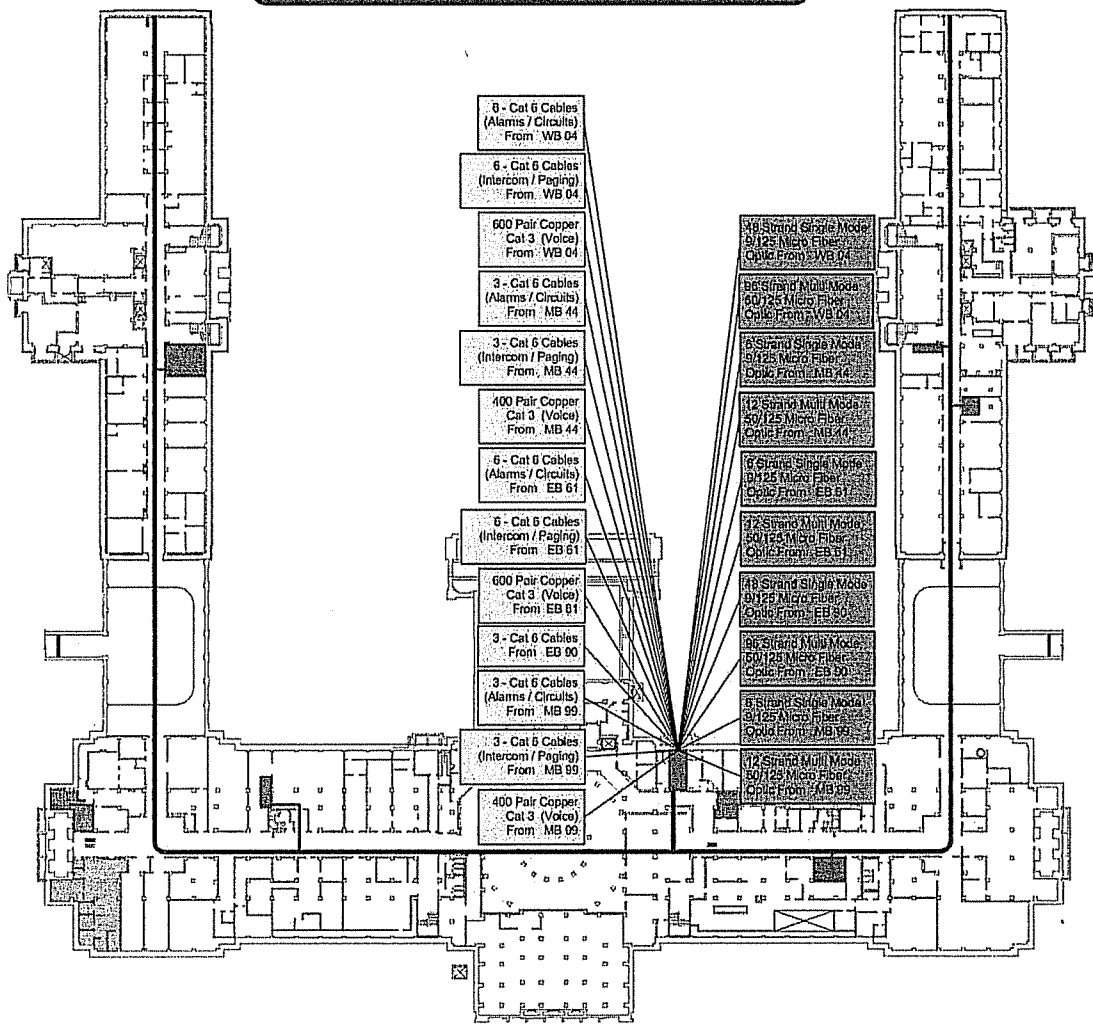 6 - Cat 6 Cables
(Alarms / Circuits)
From WB 04
6 - Cat 6 Cables
(Intercom / Paging)
From WB 04
600 Pair Copper
Cat 3 (Voice)
From WB 04
3 - Cat 6 Cables
(Alarms / Circuits)
From MB 44
3 - Cat 6 Cables
(Intercom / Paging)
From MB 44
400 Pair Copper
Cat 3 (Voice)
From MB 44
6 - Cat 6 Cables
(Alarms / Circuits)
From EB 61
6 - Cat 6 Cables
(Intercom / Paging)
From EB 61
600 Pair Copper
Cat 3 (Voice)
From EB 61
3 - Cat 6 Cables
From EB 90
3 - Cat 6 Cables
(Alarms / Circuits)
From MB 99
3 - Cat 6 Cables
(Intercom / Paging)
From MB 99
400 Pair Copper
Cat 3 (Voice)
From MB 99
48 Strand Single Mode
9/125 Micro Fiber
Optic From - WB 04
96 Strand Multi Mode
50/125 Micro Fiber
Optic From - WB 04
6 Strand Single Mode
9/125 Micro Fiber
Optic From - MB 44
12 Strand Multi Mode
50/125 Micro Fiber
Optic From - MB 44
6 Strand Single Mode
9/125 Micro Fiber
Optic From - EB 61
12 Strand Multi Mode
50/125 Micro Fiber
Optic From - EB 61
48 Strand Single Mode
9/125 Micro Fiber
Optic From - EB 90
96 Strand Multi Mode
50/125 Micro Fiber
Optic From - EB 90
6 Strand Single Mode
9/125 Micro Fiber
Optic From - MB 99
12 Strand Multi Mode
50/125 Micro Fiber
Optic From - MB 99